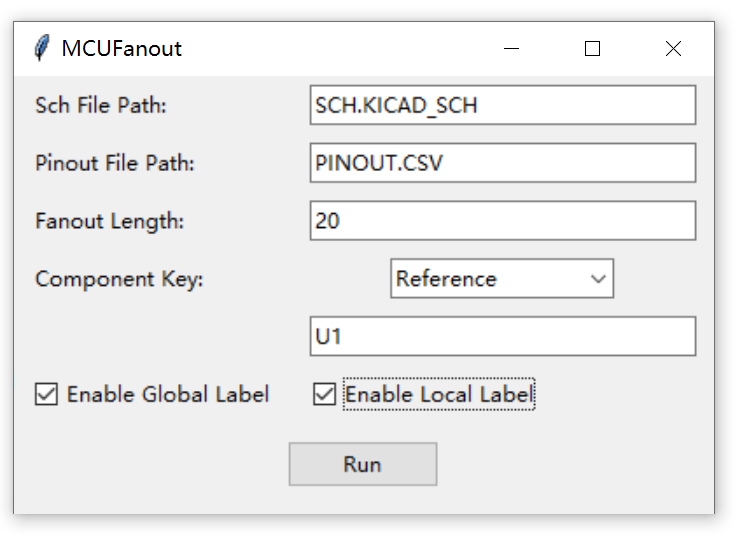 MCUFanout
Sch File Path: SCH.KICAD_SCH
Pinout File Path: PINOUT.CSV
Fanout Length: 20
Component Key: Reference
U1
Enable Global Label Enable Local Label
Run